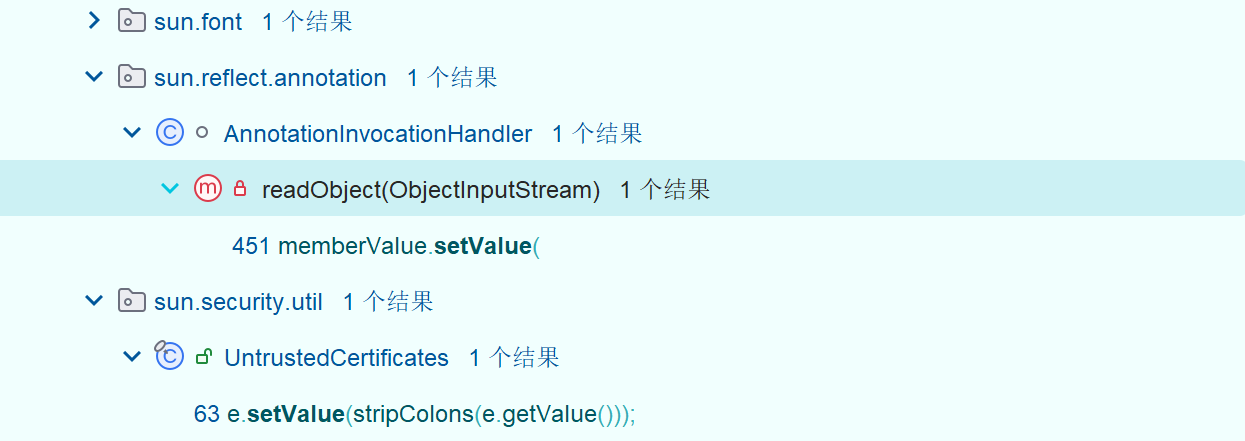 sun.font 1 个结果
sun.reflect.annotation 1 个结果
AnnotationInvocationHandler 1 个结果
readObject(ObjectInputStream) 1 个结果
451 memberValue.setValue(
sun.security.util 1 个结果
UntrustedCertificates 1 个结果
63 e.setValue(stripColons(e.getValue()));